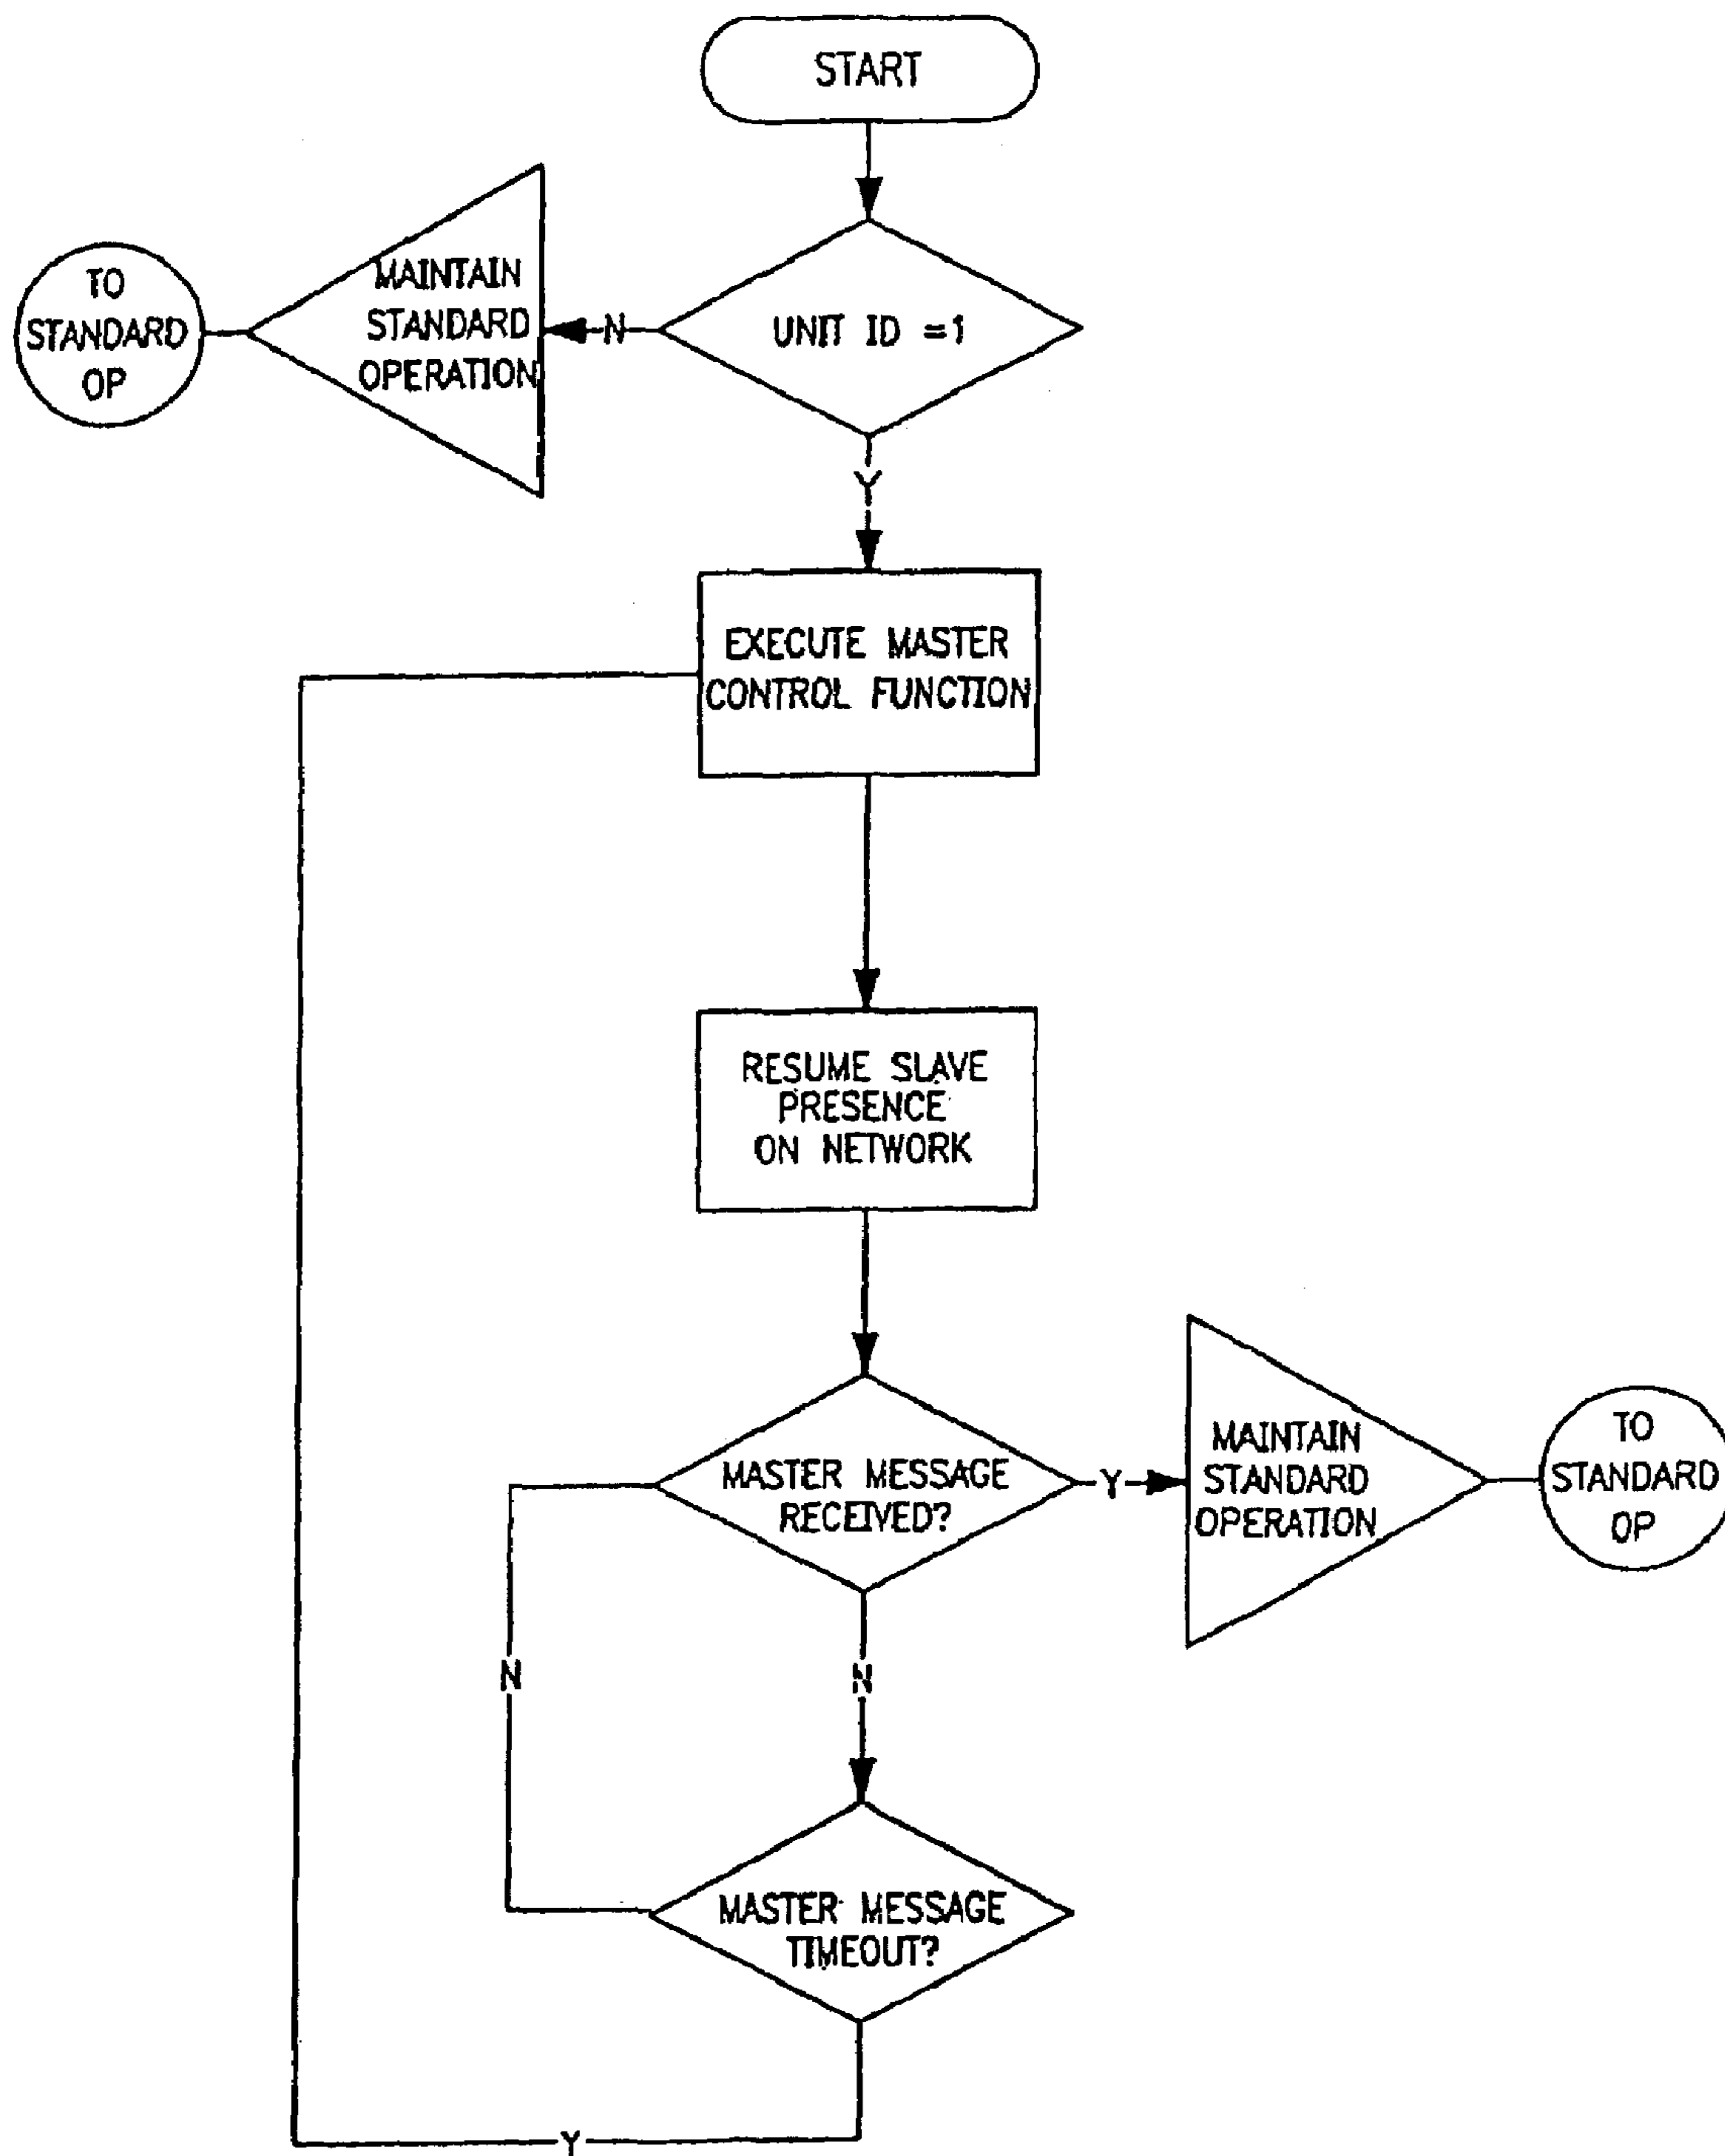 START
UNIT ID =1
N
MAINTAIN
STANDARD
OPERATION
TO
STANDARD
OP
Y
EXECUTE MASTER
CONTROL FUNCTION
RESUME SLAVE
PRESENCE
ON NETWORK
MASTER MESSAGE
RECEIVED?
Y
MAINTAIN
STANDARD
OPERATION
TO
STANDARD
OP
N
N
MASTER MESSAGE
TIMEOUT?
Y